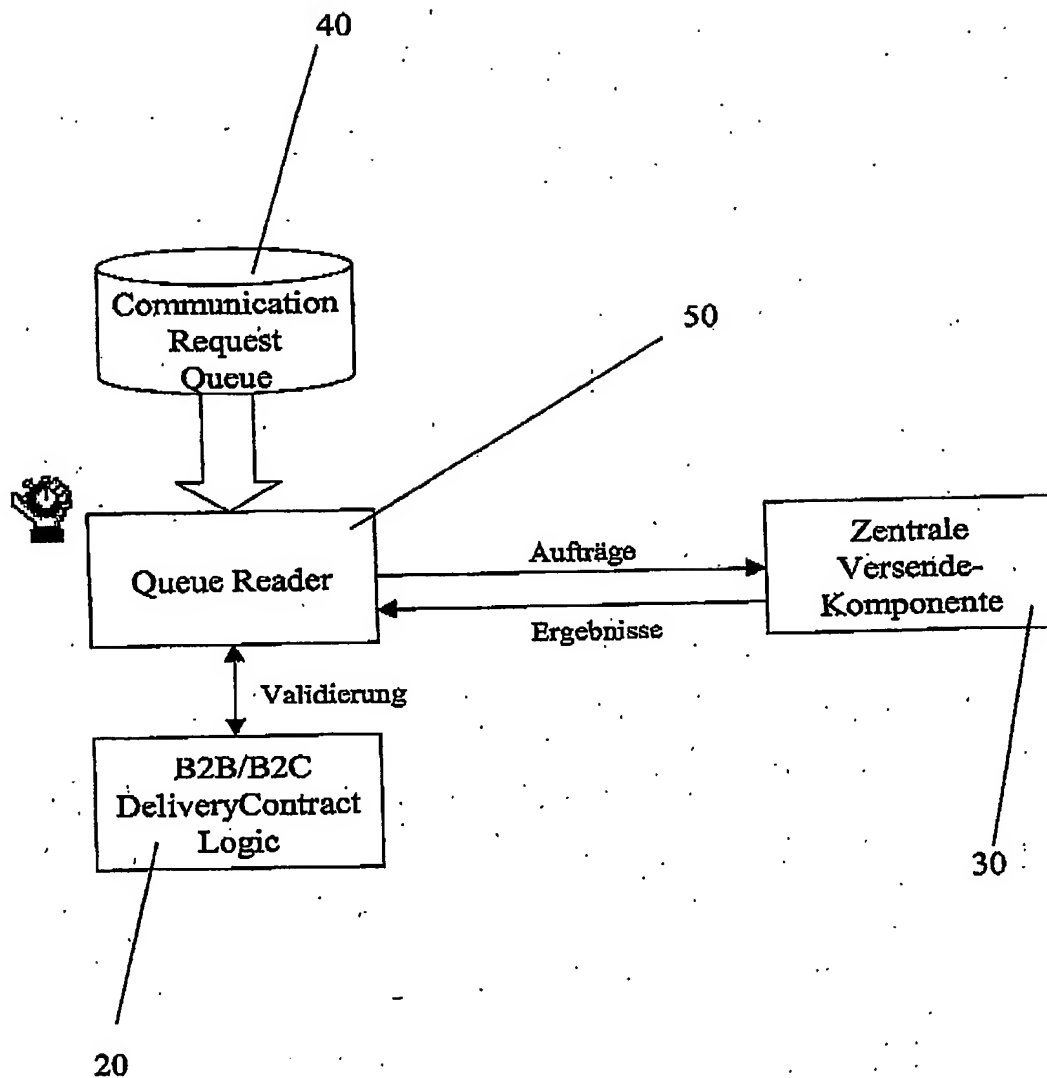 40
Communication
Request
Queue
50
Queue Reader
Aufträge
Ergebnisse
Zentrale
Versende-
Komponente
Validierung
B2B/B2C
DeliveryContract
Logic
30
20